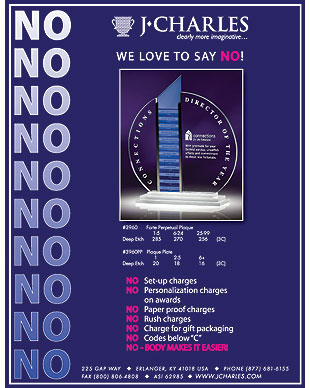 NO
NO
NO
NO
NO
NO
NO
NO
NO
NO
J·CHARLES
clearly more imaginative...
WE LOVE TO SAY NO!
CONNECTIONS DIRECTOR OF THE YEAR
connections
#3960 Forte Perpetual Plaque
1-5 6-24 25-99
Deep Etch 285 270 256 (3C)
#3960PP Plaque Plate
2-5 6+
Deep Etch 20 18 16 (3C)
NO Set-up charges
NO Personalization charges
on awards
NO Paper proof charges
NO Rush charges
NO Charge for gift packaging
NO Codes below "C"
NO - BODY MAKES IT EASIER!
225 GAP WAY ♦ ERLANGER, KY 41018 USA ♦ PHONE (877) 681-6155
FAX (800) 806-4808 ♦ ASI 62985 ♦ WWW.JCHARLES.COM